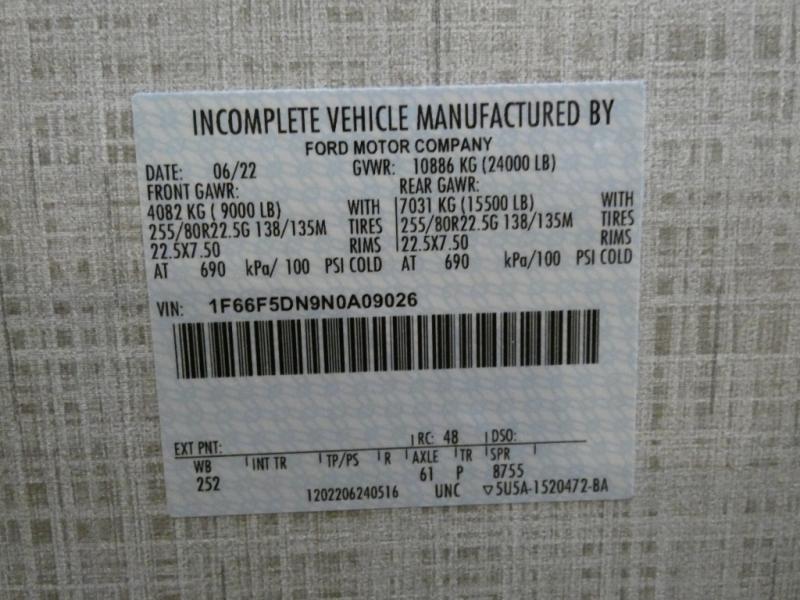 INCOMPLETE VEHICLE MANUFACTURED BY
FORD MOTOR COMPANY
DATE: 06/22 GVWR: 10886 KG (24000 LB)
FRONT GAWR: REAR GAWR:
4082 KG ( 9000 LB) WITH 7031 KG (15500 LB) WITH
255/80R22.5G 138/135M TIRES 255/80R22.5G 138/135M TIRES
22.5X7.50 RIMS 22.5X7.50 RIMS
AT 690 kPa/ 100 PSI COLD AT 690 kPa/100 PSI COLD
VIN: 1F66F5DN9N0A09026
EXT PNT: RC: 48 DSO:
WB INT TR TP/PS R AXLE TR SPR
252 61 P 8755
1202206240516 UNC ▽5U5A-1520472-BA